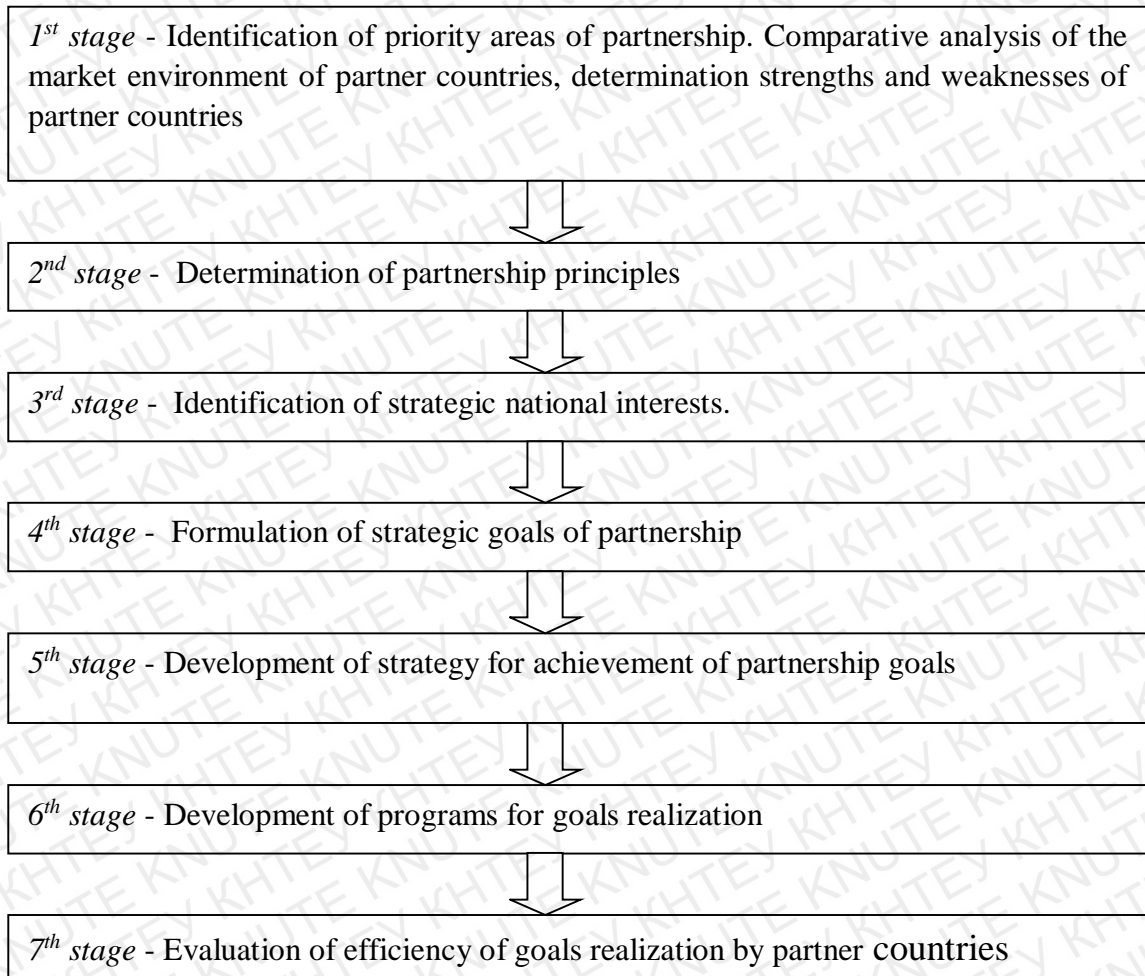 1st stage - Identification of priority areas of partnership. Comparative analysis of the
market environment of partner countries, determination strengths and weaknesses of
partner countries
2nd stage - Determination of partnership principles
3rd stage - Identification of strategic national interests.
4th stage - Formulation of strategic goals of partnership
5th stage - Development of strategy for achievement of partnership goals
6th stage - Development of programs for goals realization
7th stage - Evaluation of efficiency of goals realization by partner countries